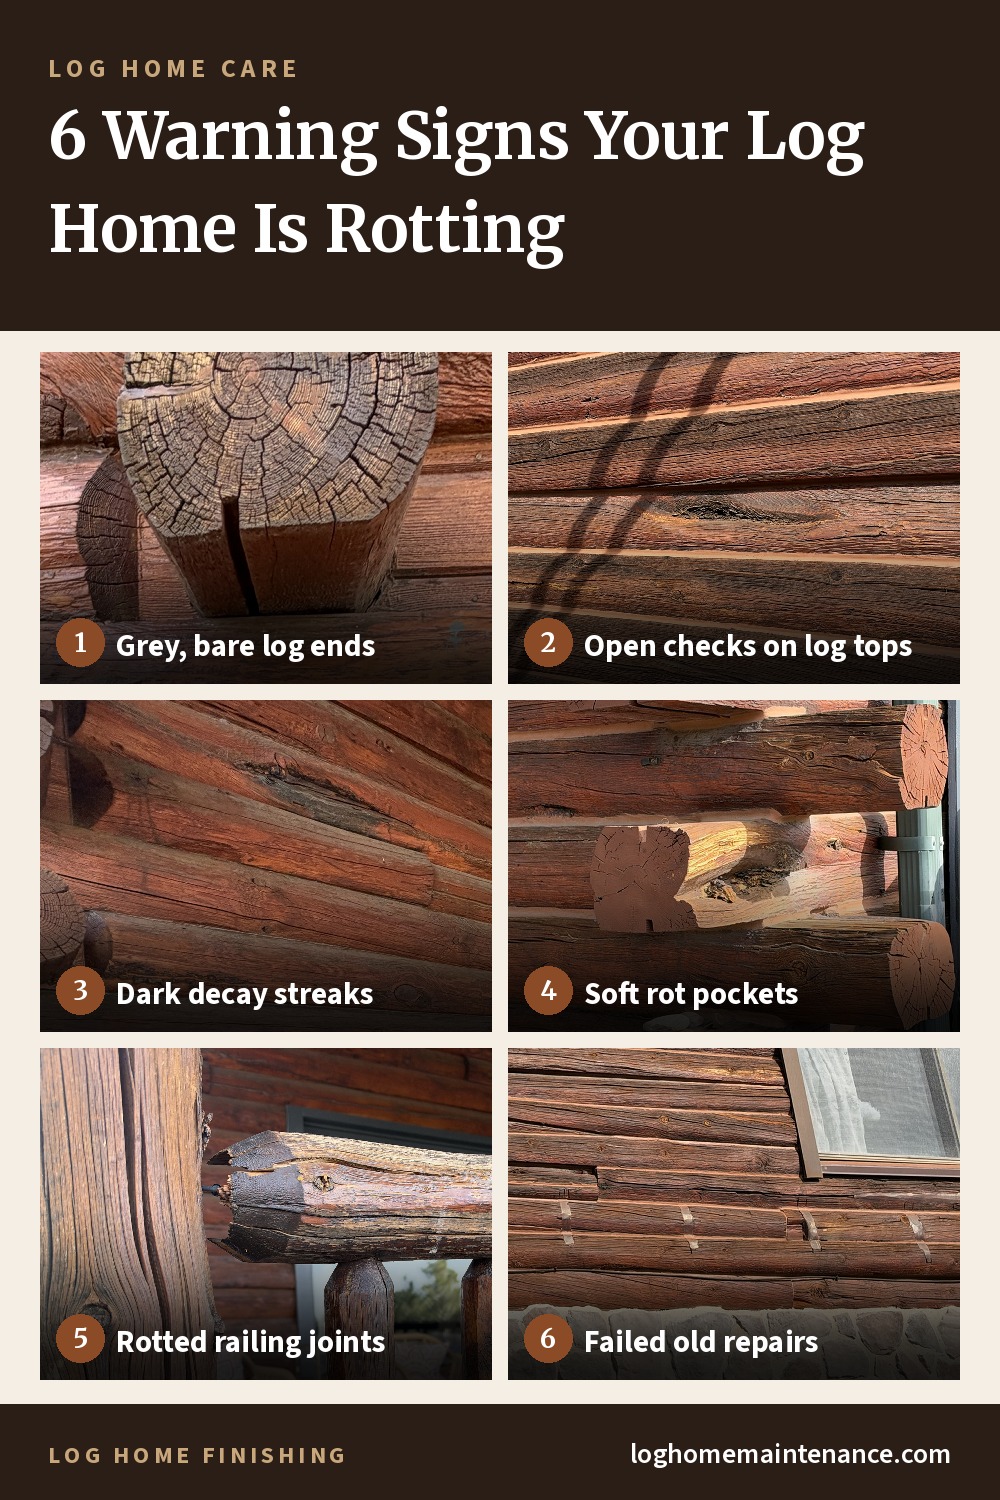 LOG HOME CARE
6 Warning Signs Your Log
Home Is Rotting
1 Grey, bare log ends
2 Open checks on log tops
3 Dark decay streaks
4 Soft rot pockets
5 Rotted railing joints
6 Failed old repairs
LOG HOME FINISHING
loghomemaintenance.com